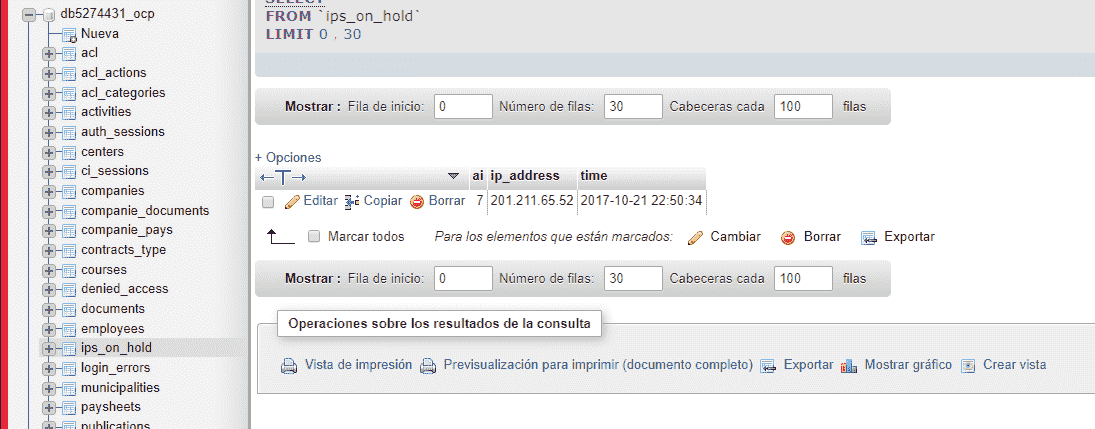 db5274431_ocp
Nueva
acl
acl_actions
acl_categories
activities
auth_sessions
centers
ci_sessions
companies
companie_documents
companie_pays
contracts_type
courses
denied_access
documents
employees
ips_on_hold
login_errors
municipalities
paysheets
publications
SELECT
FROM `ips_on_hold`
LIMIT 0 , 30
Mostrar : Fila de inicio: 0 Número de filas: 30 Cabeceras cada 100 filas
+ Opciones
←T→ ai ip_address time
Editar Copiar Borrar 7 201.211.65.52 2017-10-21 22:50:34
Marcar todos Para los elementos que están marcados: Cambiar Borrar Exportar
Mostrar : Fila de inicio: 0 Número de filas: 30 Cabeceras cada 100 filas
Operaciones sobre los resultados de la consulta
Vista de impresión Previsualización para imprimir (documento completo) Exportar Mostrar gráfico Crear vista